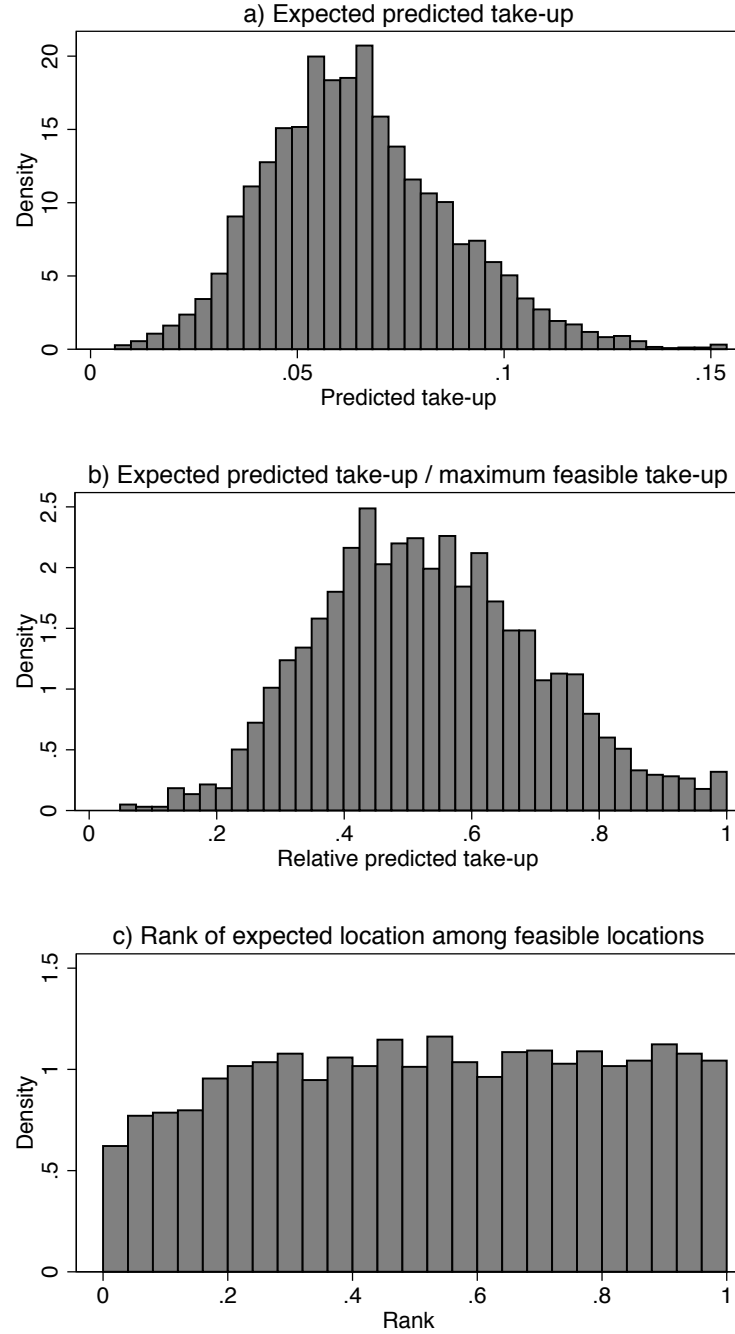 a) Expected predicted take-up
20
15
10
5
0
Density
0 .05 .1 .15
Predicted take-up
b) Expected predicted take-up / maximum feasible take-up
2.5
2
1.5
1
.5
0
Density
0 .2 .4 .6 .8 1
Relative predicted take-up
c) Rank of expected location among feasible locations
1.5
1
.5
0
Density
0 .2 .4 .6 .8 1
Rank